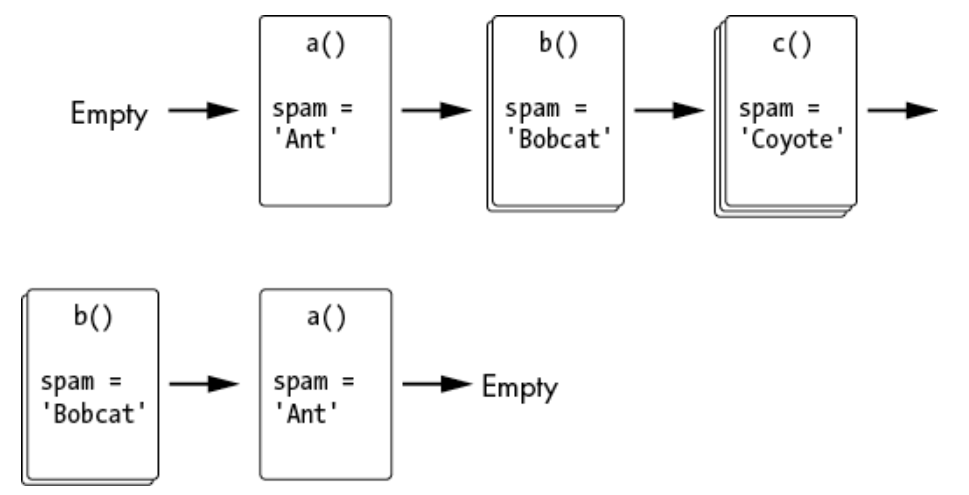 Empty
a()
spam =
'Ant'
b()
spam =
'Bobcat'
c()
spam =
'Coyote'
b()
spam =
'Bobcat'
a()
spam =
'Ant'
Empty